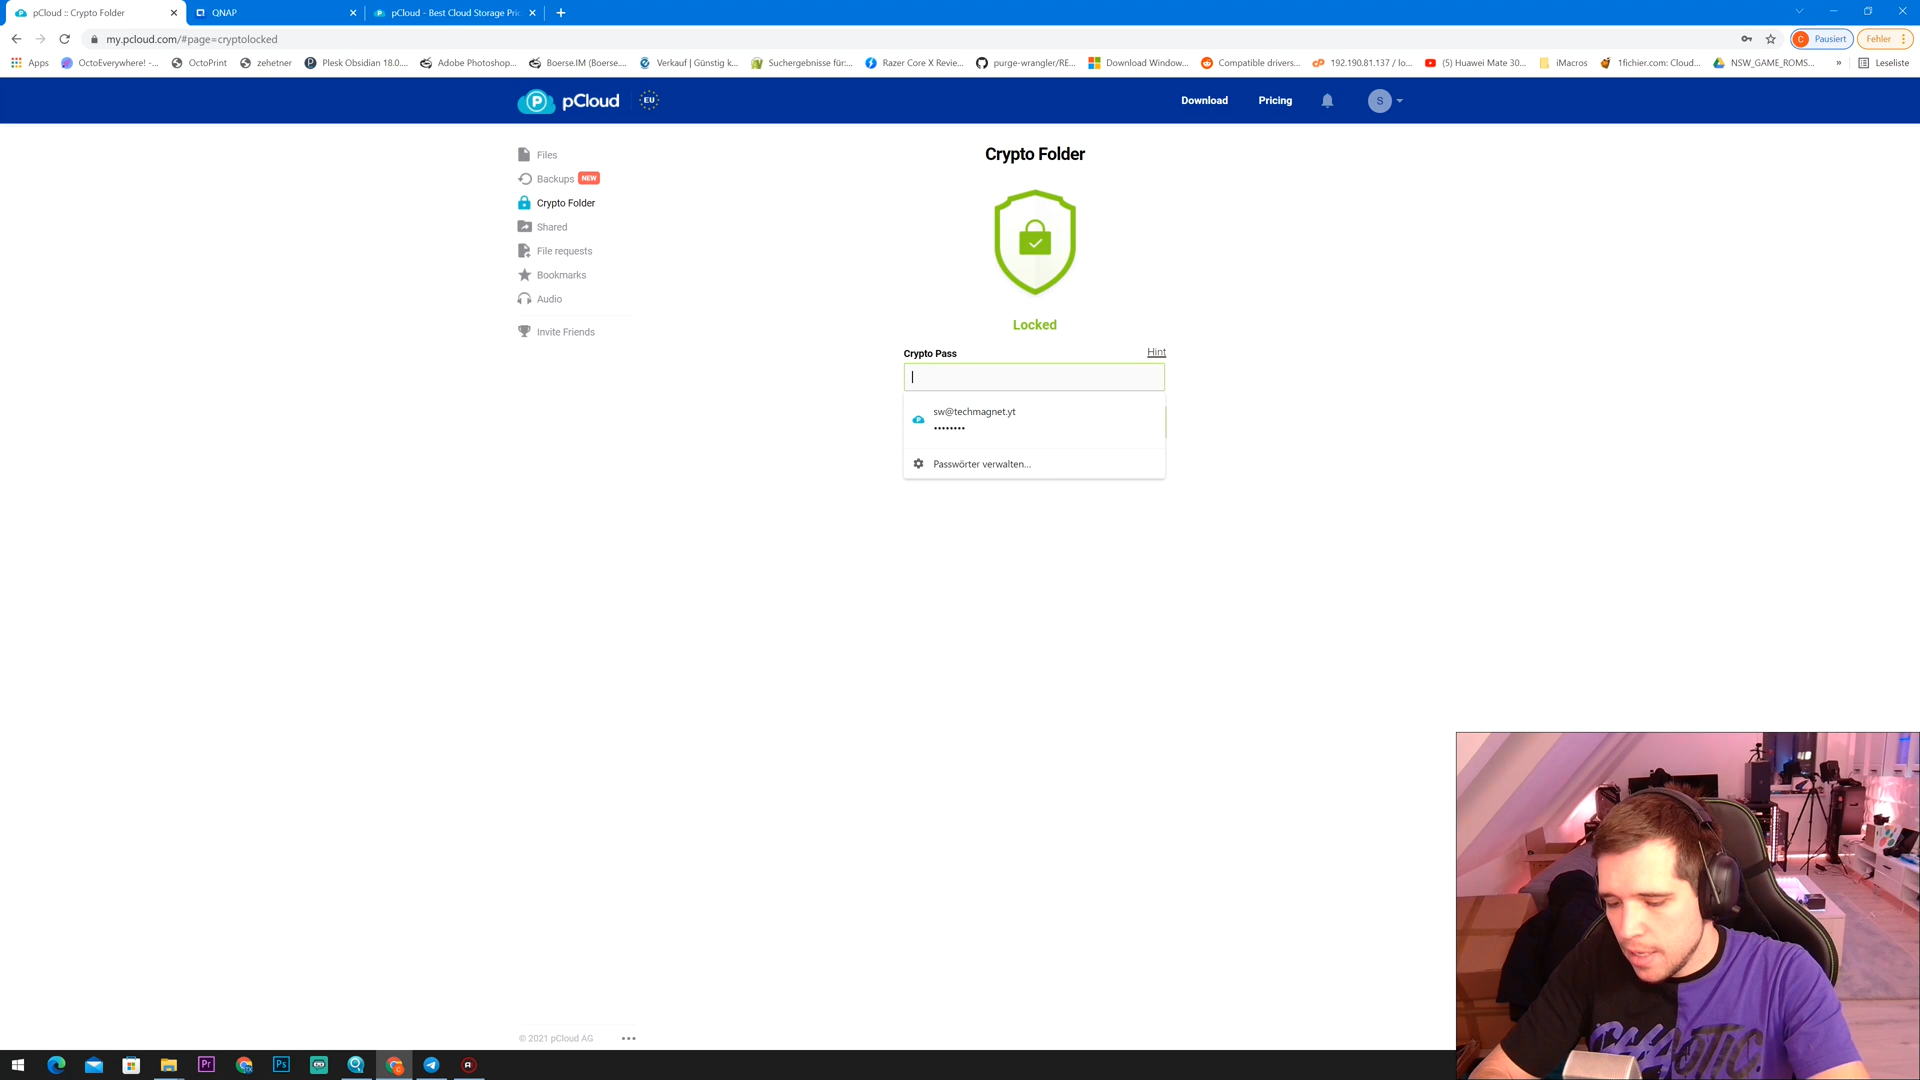 pCloud :: Crypto Folder
QNAP
pCloud - Best Cloud Storage Pric
my.pcloud.com/#page=cryptolocked
C Pausiert
Fehler
Apps
OctoEverywhere! -...
OctoPrint
zehetner
Plesk Obsidian 18.0....
Adobe Photoshop...
Boerse.IM (Boerse....
Verkauf | Günstig k...
Suchergebnisse für:...
Razer Core X Revie...
purge-wrangler/RE...
Download Window...
Compatible drivers...
192.190.81.137 / lo...
(5) Huawei Mate 30...
iMacros
1fichier.com: Cloud...
NSW_GAME_ROMS...
»
Leseliste
pCloud
EU
Download
Pricing
S
Files
Backups NEW
Crypto Folder
Shared
File requests
Bookmarks
Audio
Invite Friends
Crypto Folder
Locked
Crypto Pass
Hint
sw@techmagnet.yt
••••••••
Passwörter verwalten...
© 2021 pCloud AG
Pr
Ps
CHAOTIC